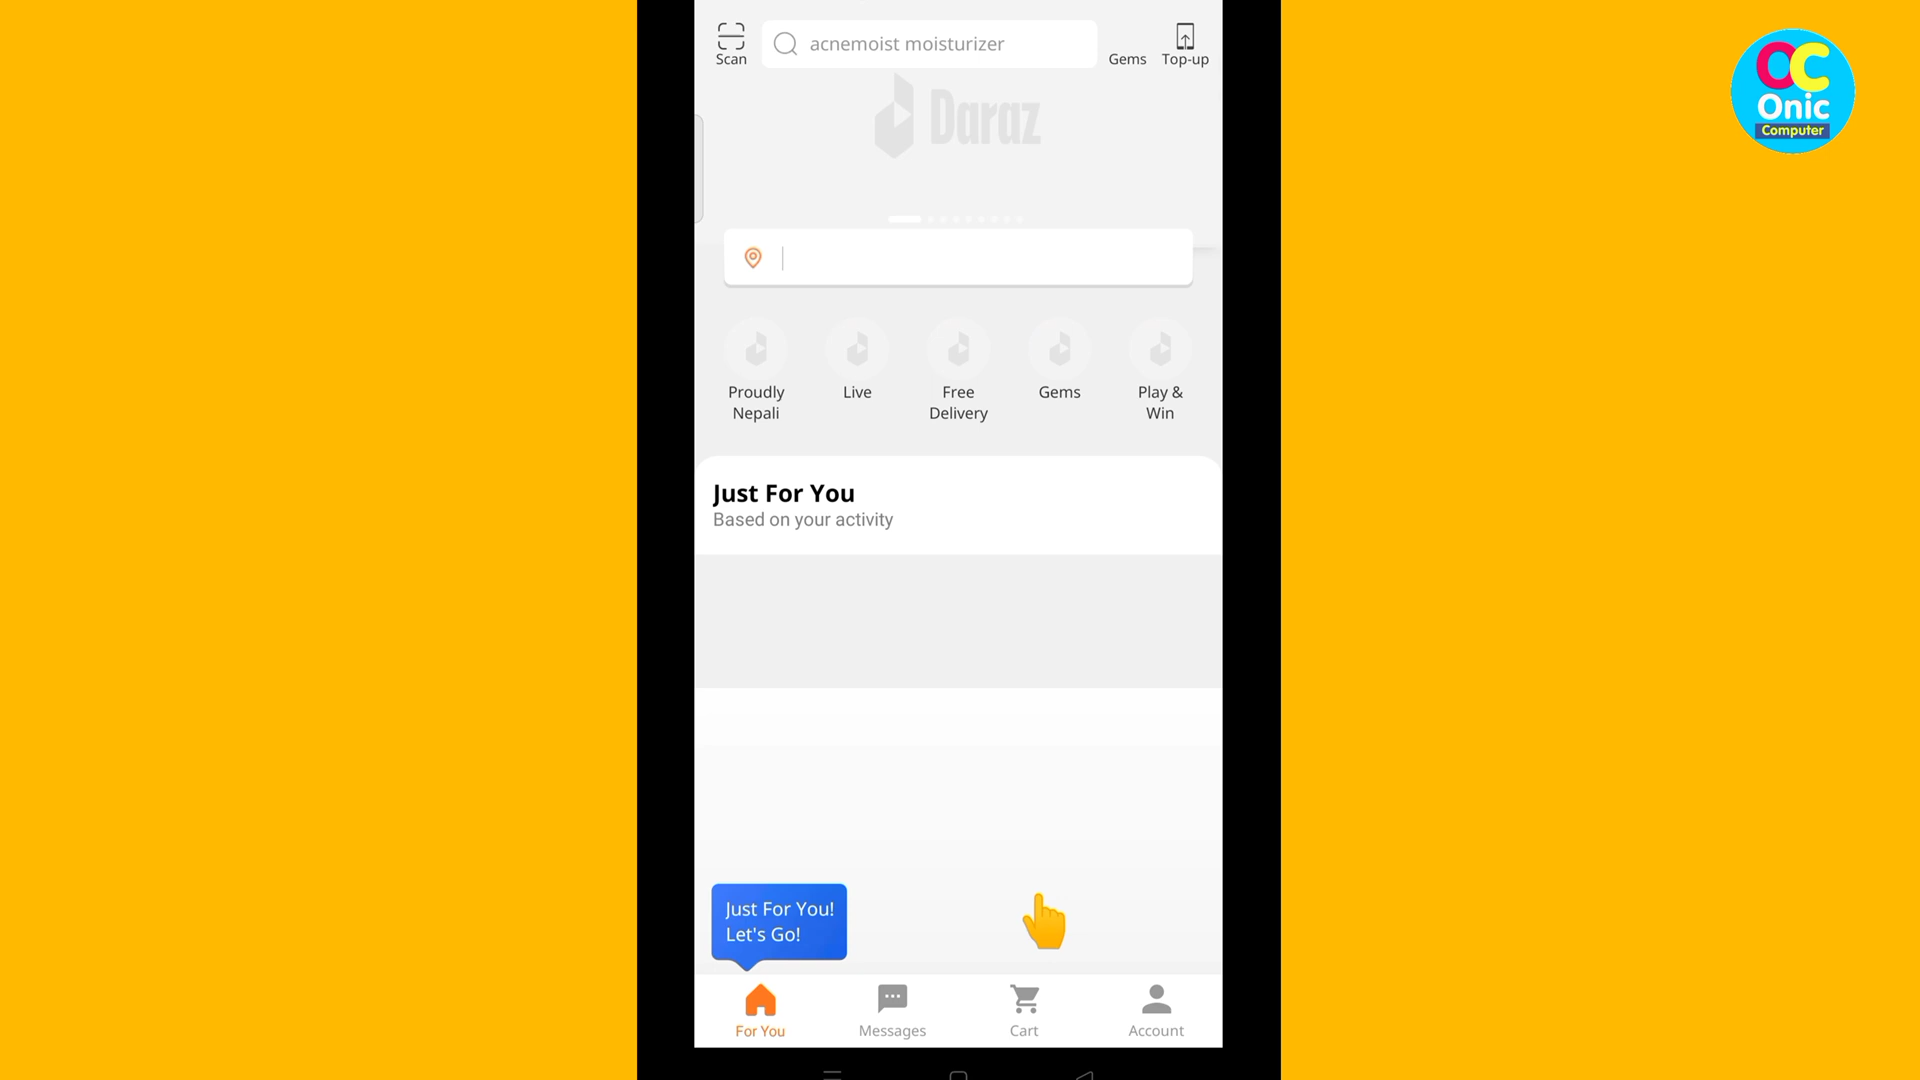 Scan
acnemoist moisturizer
Gems
Top-up
Daraz
Proudly
Nepali
Live
Free
Delivery
Gems
Play &
Win
Just For You
Based on your activity
Just For You!
Let's Go!
For You
Messages
Cart
Account
OC
Onic
Computer